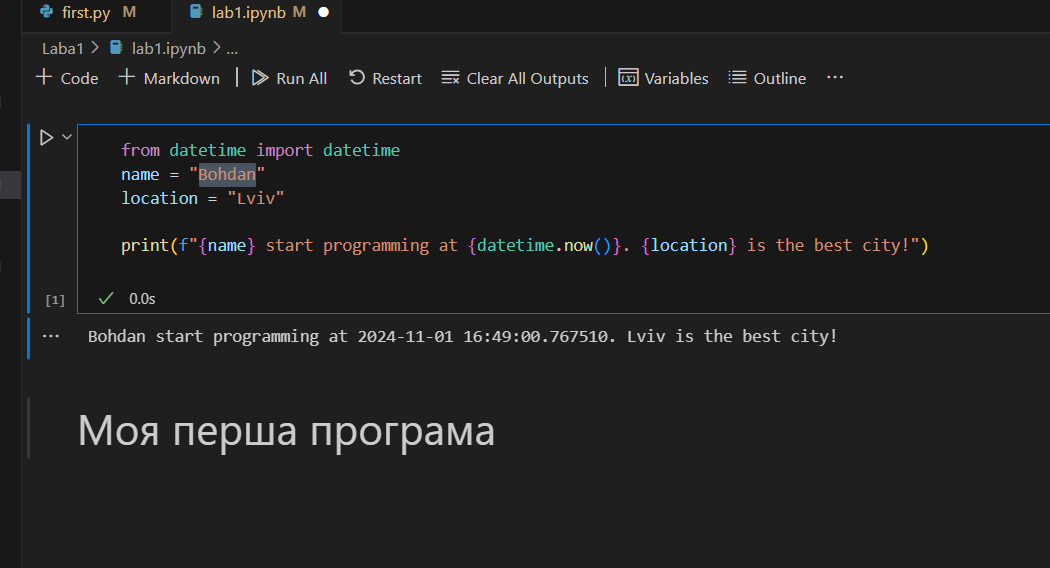 first.py M lab1.ipynb M
Laba1 > lab1.ipynb > ...
+ Code + Markdown | Run All Restart Clear All Outputs | Variables Outline ...
from datetime import datetime
name = "Bohdan"
location = "Lviv"
print(f"{name} start programming at {datetime.now()}. {location} is the best city!")
[1] ✓ 0.0s
... Bohdan start programming at 2024-11-01 16:49:00.767510. Lviv is the best city!
Моя перша програма